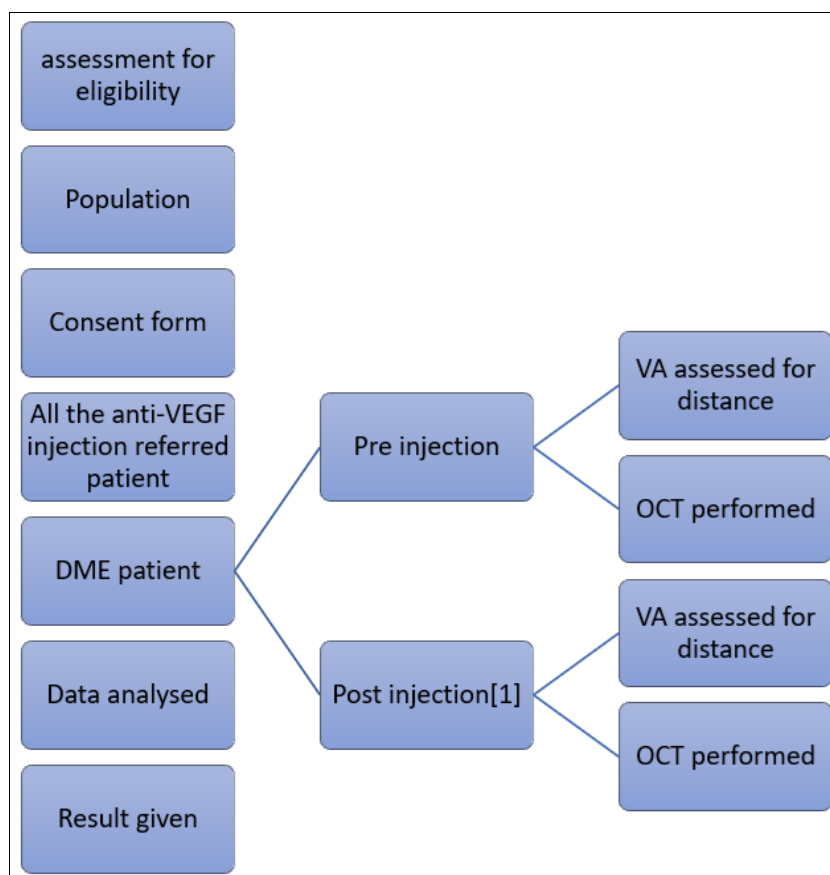 assessment for
eligibility
Population
Consent form
All the anti-VEGF
injection referred
patient
DME patient
Data analysed
Result given
Pre injection
Post injection[1]
VA assessed for
distance
OCT performed
VA assessed for
distance
OCT performed